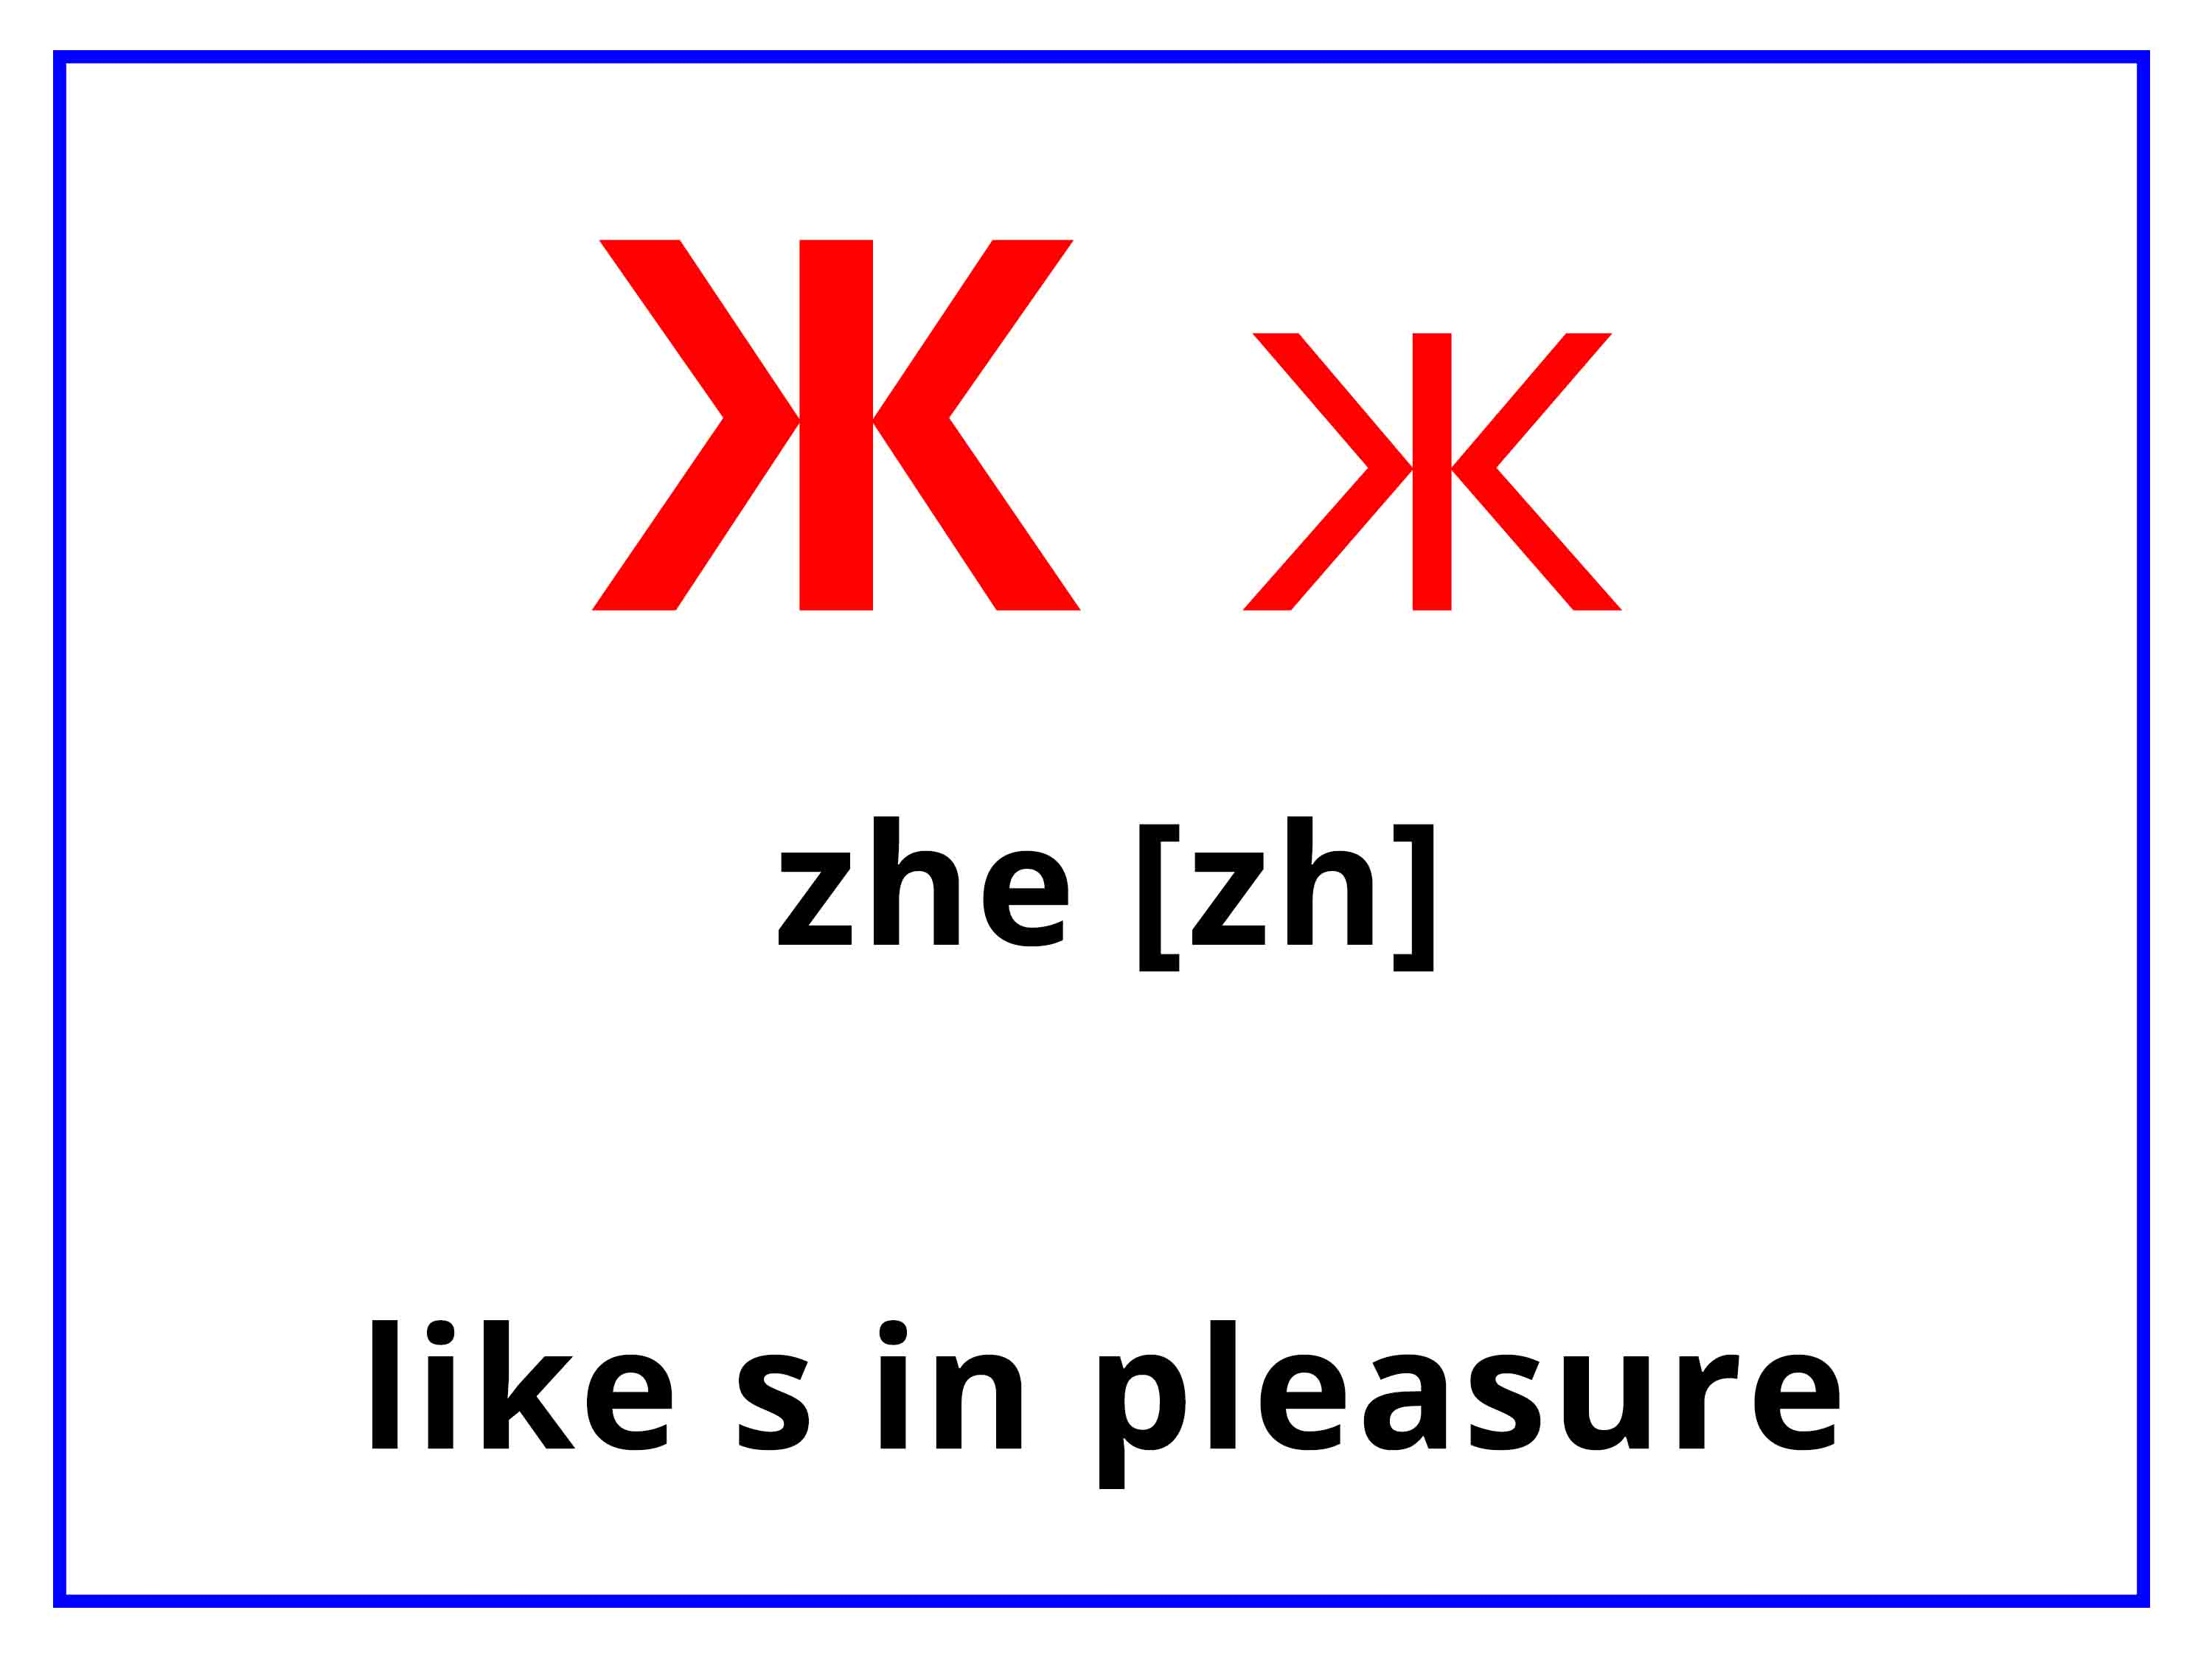 Ж ж
zhe [zh]
like s in pleasure